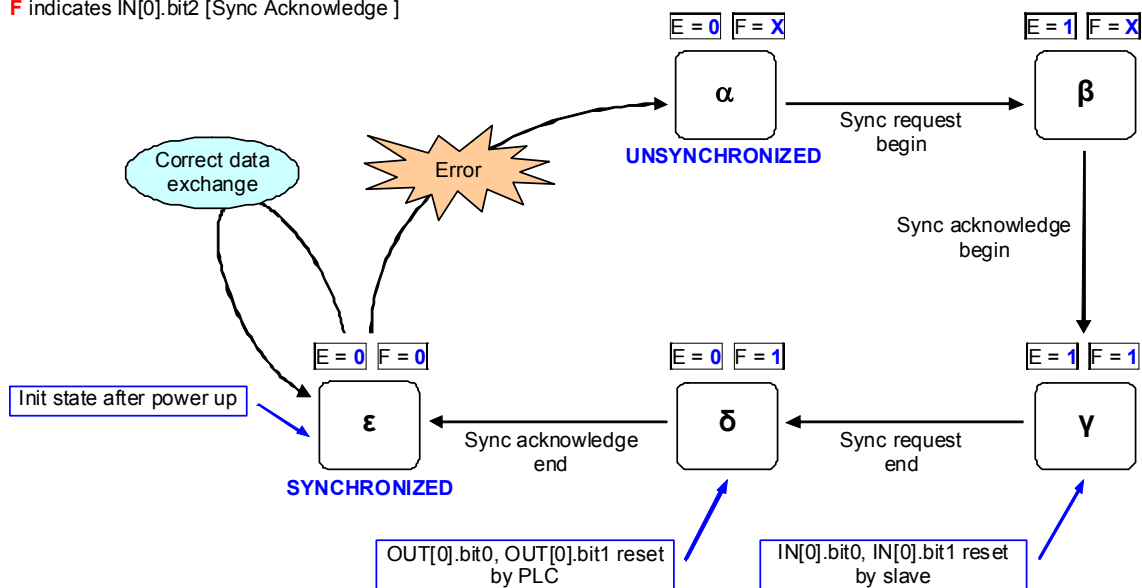 F indicates IN[0].bit2 [Sync Acknowledge ]
E = 0 F = X
E = 1 F = X
α
β
UNSYNCHRONIZED
Sync request
begin
Correct data
exchange
Error
Sync acknowledge
begin
E = 0 F = 0
E = 0 F = 1
E = 1 F = 1
Init state after power up
ε
Sync acknowledge
end
δ
Sync request
end
γ
SYNCHRONIZED
OUT[0].bit0, OUT[0].bit1 reset
by PLC
IN[0].bit0, IN[0].bit1 reset
by slave